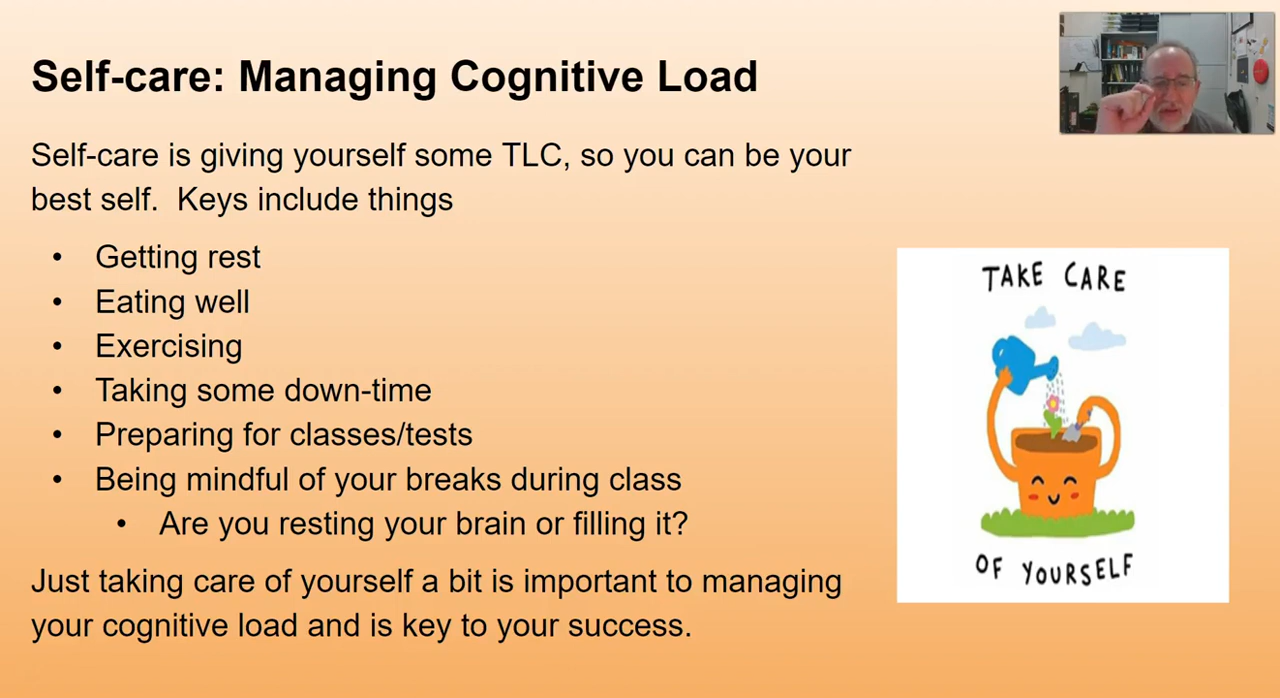 Self-care: Managing Cognitive Load
Self-care is giving yourself some TLC, so you can be your
best self.  Keys include things
• Getting rest
• Eating well
• Exercising
• Taking some down-time
• Preparing for classes/tests
• Being mindful of your breaks during class
• Are you resting your brain or filling it?
Just taking care of yourself a bit is important to managing
your cognitive load and is key to your success.
TAKE CARE
OF YOURSELF